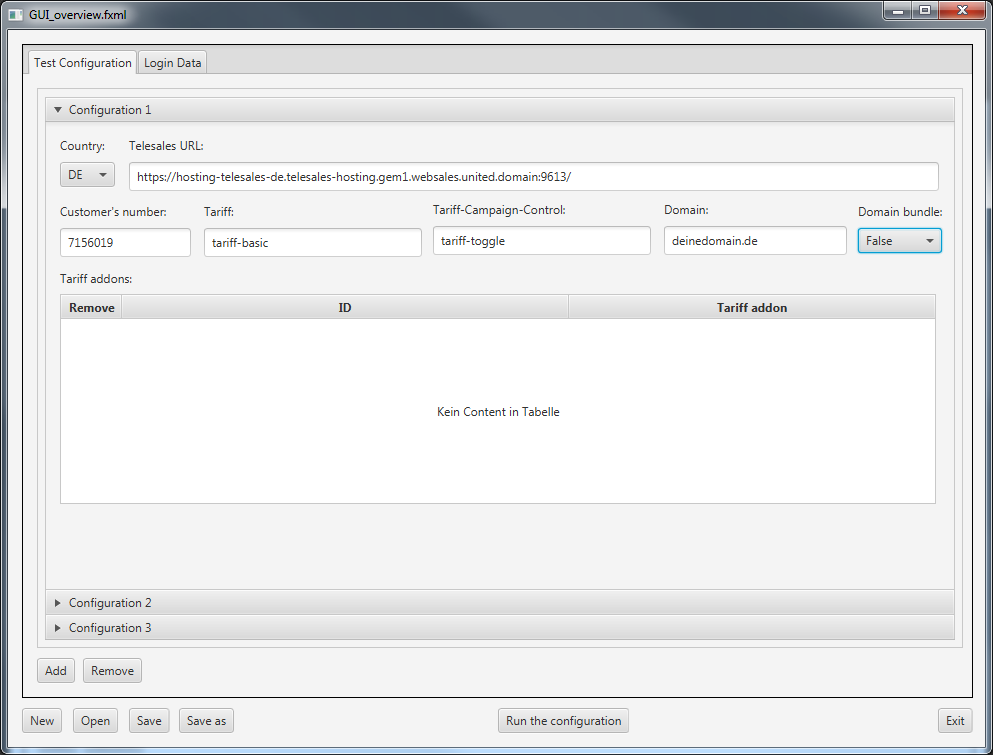 GUI_overview.fxml
Test Configuration
Login Data
Configuration 1
Country: Telesales URL:
DE https://hosting-telesales-de.telesales-hosting.gem1.websales.united.domain:9613/
Customer's number: Tariff: Tariff-Campaign-Control: Domain: Domain bundle:
7156019 tariff-basic tariff-toggle deinedomain.de False
Tariff addons:
Remove ID Tariff addon
Kein Content in Tabelle
Configuration 2
Configuration 3
Add Remove
New Open Save Save as Run the configuration Exit